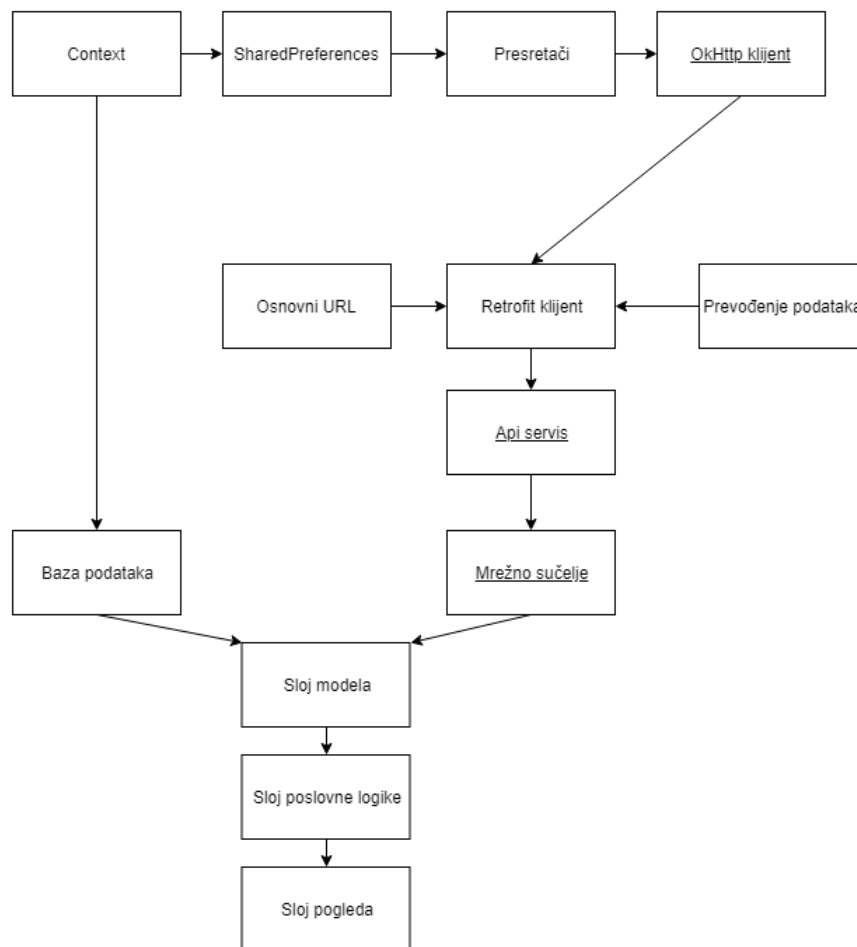 Context
SharedPreferences
Presretači
OkHttp klijent
Osnovni URL
Retrofit klijent
Prevođenje podataka
Api servis
Baza podataka
Mrežno sučelje
Sloj modela
Sloj poslovne logike
Sloj pogleda